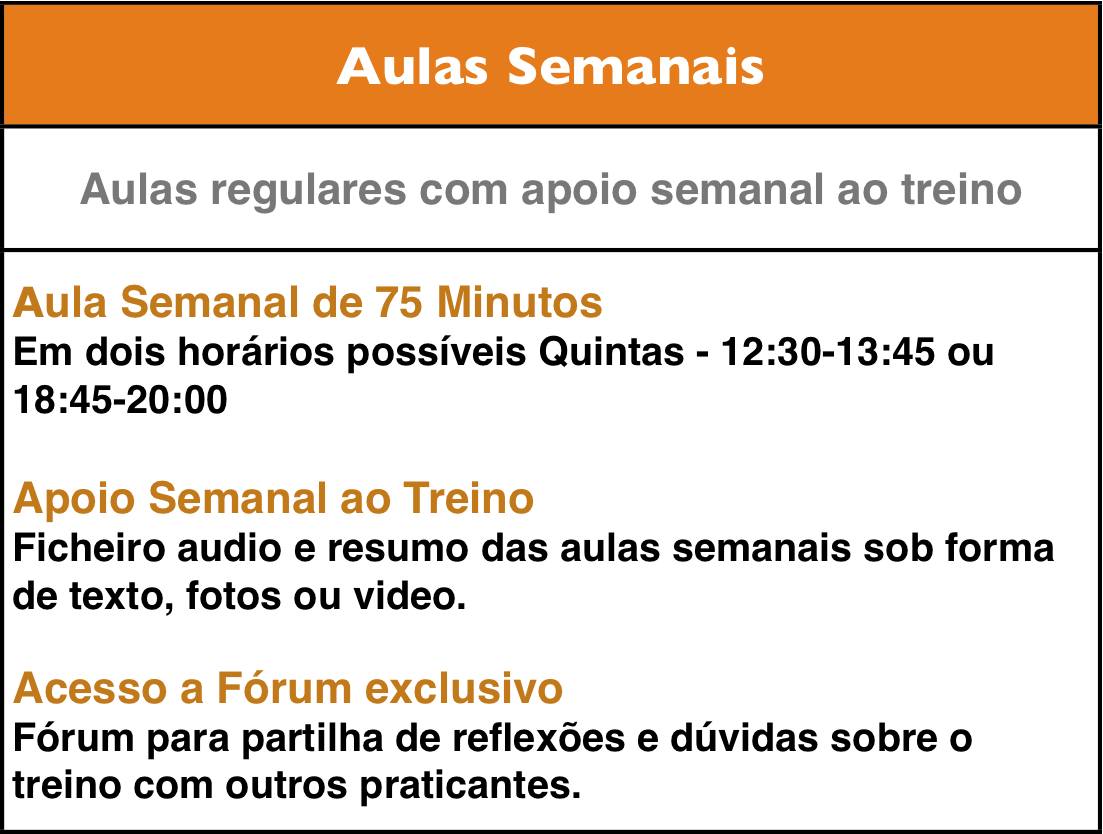 Aulas Semanais
Aulas regulares com apoio semanal ao treino
Aula Semanal de 75 Minutos
Em dois horários possíveis Quintas - 12:30-13:45 ou
18:45-20:00
Apoio Semanal ao Treino
Ficheiro audio e resumo das aulas semanais sob forma
de texto, fotos ou video.
Acesso a Fórum exclusivo
Fórum para partilha de reflexões e dúvidas sobre o
treino com outros praticantes.